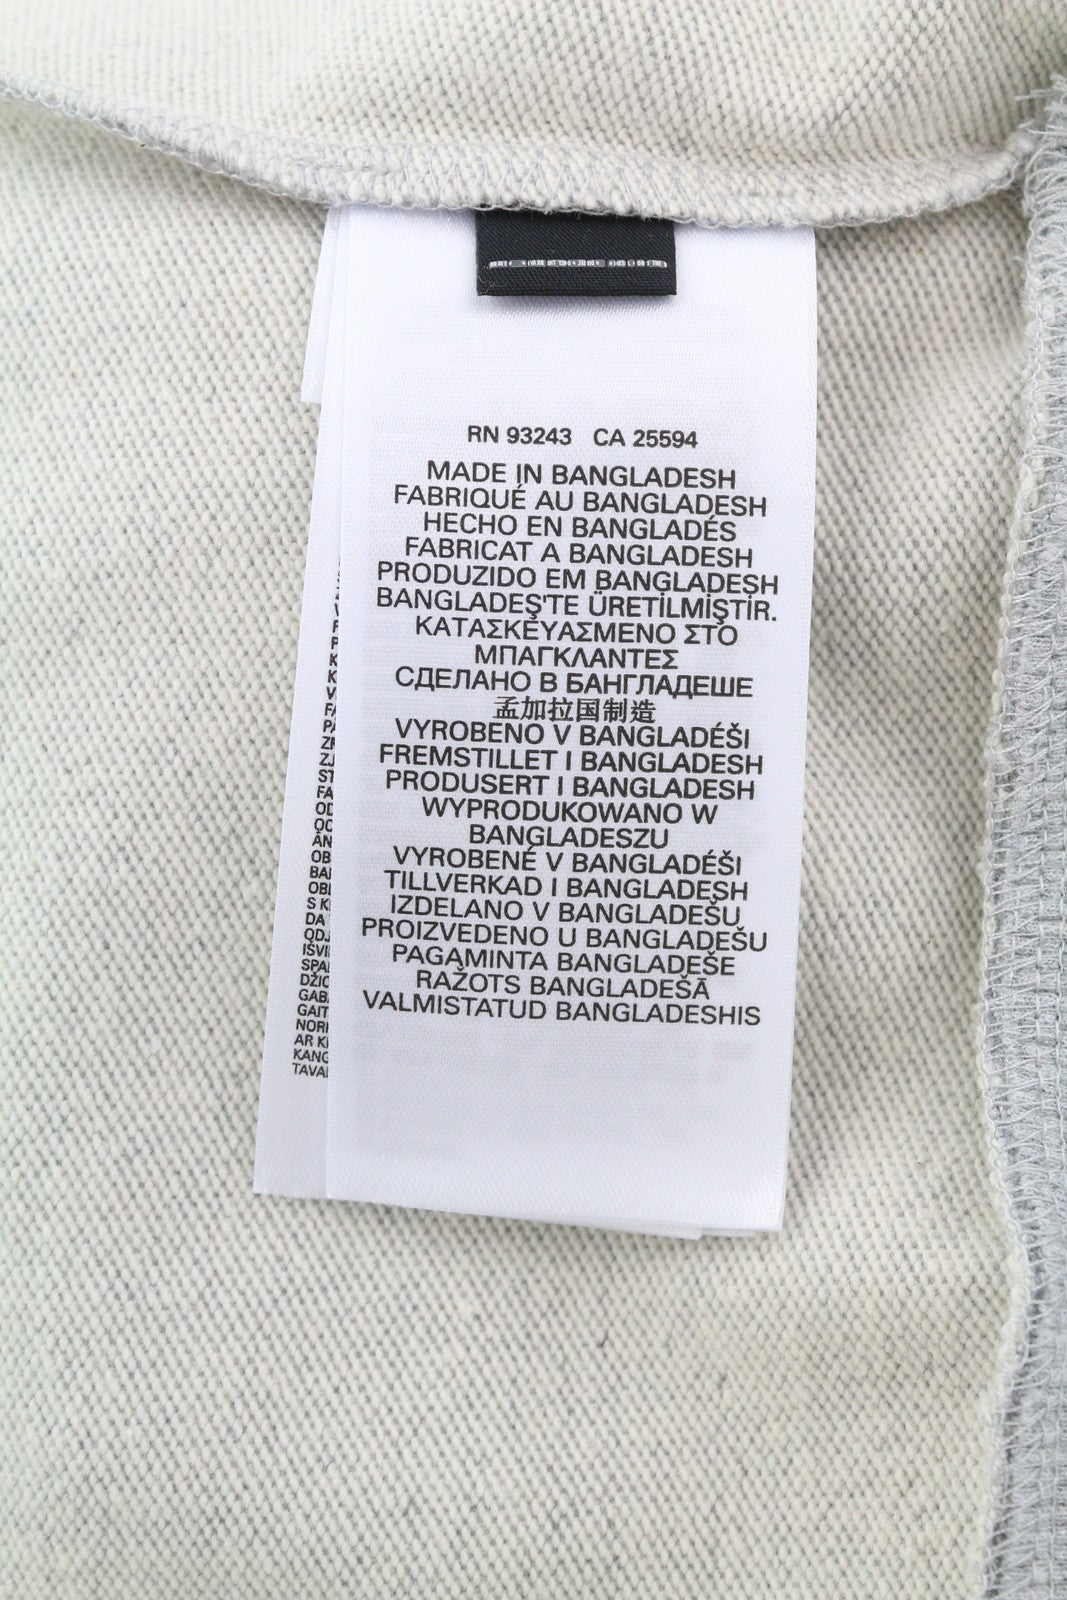 RN 93243 CA 25594
MADE IN BANGLADESH
FABRIQUÉ AU BANGLADESH
HECHO EN BANGLADÉS
FABRICAT A BANGLADESH
PRODUZIDO EM BANGLADESH
BANGLADEŞ'TE ÜRETİLMİŞTİR.
ΚΑΤΑΣΚΕΥΑΣΜΕΝΟ ΣΤΟ
ΜΠΑΓΚΛΑΝΤΕΣ
СДЕЛАНО В БАНГЛАДЕШЕ
孟加拉国制造
VYROBENO V BANGLADÉŠI
FREMSTILLET I BANGLADESH
PRODUSERT I BANGLADESH
WYPRODUKOWANO W
BANGLADESZU
VYROBENÉ V BANGLADÉŠI
TILLVERKAD I BANGLADESH
IZDELANO V BANGLADEŠU
PROIZVEDENO U BANGLADEŠU
PAGAMINTA BANGLADEŠE
RAŽOTS BANGLADEŠĀ
VALMISTATUD BANGLADESHIS